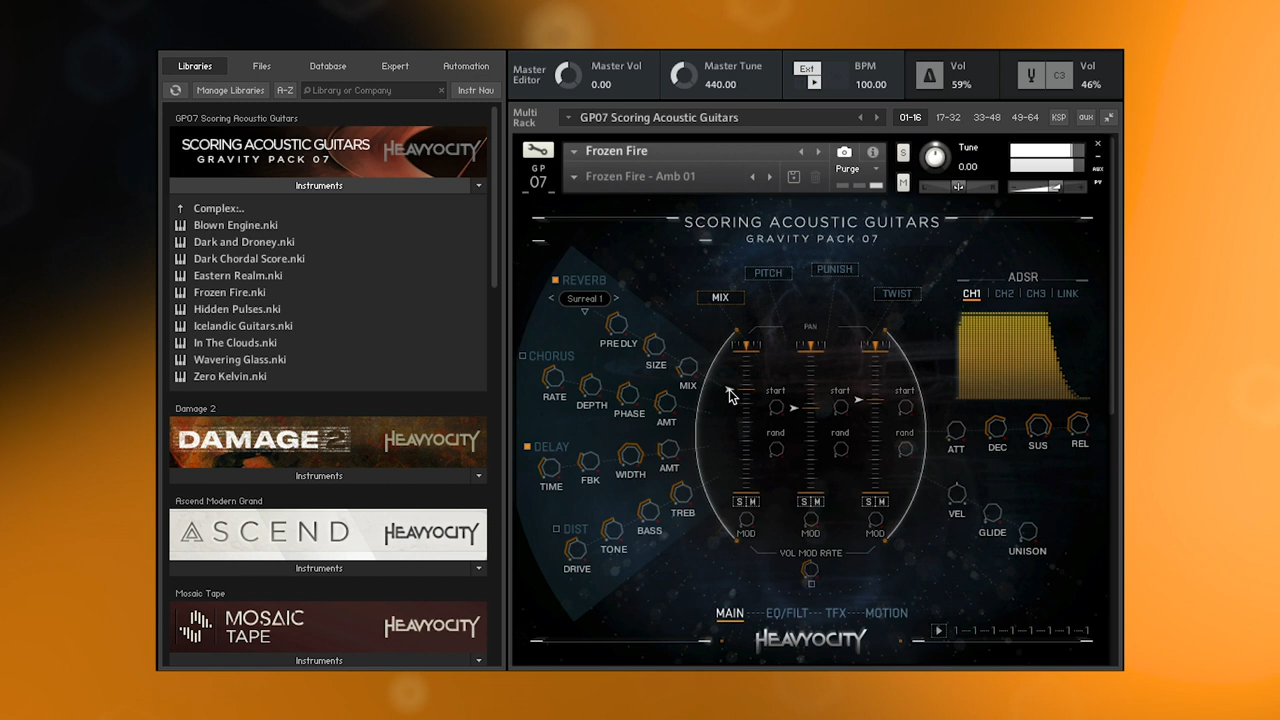 Libraries
Files
Database
Expert
Automation
Manage Libraries
A-Z
Library or Company
×
Instr Nav
GP07 Scoring Acoustic Guitars
SCORING ACOUSTIC GUITARS
GRAVITY PACK 07
HEAVYOCITY
Instruments
Complex:..
Blown Engine.nki
Dark and Droney.nki
Dark Chordal Score.nki
Eastern Realm.nki
Frozen Fire.nki
Hidden Pulses.nki
Icelandic Guitars.nki
In The Clouds.nki
Wavering Glass.nki
Zero Kelvin.nki
Damage 2
DAMAGE 2
HEAVYOCITY
Instruments
Ascend Modern Grand
ASCEND
HEAVYOCITY
Instruments
Mosaic Tape
MOSAIC
TAPE
HEAVYOCITY
Instruments
Master
Editor
Master Vol
0.00
Master Tune
440.00
Ext
BPM
100.00
Vol
59%
C3
Vol
46%
Multi
Rack
GP07 Scoring Acoustic Guitars
01-16
17-32
33-48
49-64
KSP
AUX
GP
07
Frozen Fire
Purge
Frozen Fire - Amb 01
S
M
Tune
0.00
L
R
AUX
PV
SCORING ACOUSTIC GUITARS
GRAVITY PACK 07
REVERB
< Surreal 1 >
PRE DLY
SIZE
MIX
CHORUS
RATE
DEPTH
PHASE
AMT
DELAY
TIME
FBK
WIDTH
AMT
DIST
DRIVE
TONE
BASS
TREB
MIX
PITCH
PUNISH
TWIST
PAN
start
start
start
rand
rand
rand
S M
S M
S M
MOD
MOD
MOD
VOL MOD RATE
ADSR
CH1 | CH2 | CH3 | LINK
ATT
DEC
SUS
REL
VEL
GLIDE
UNISON
MAIN
EQ/FILT
TFX
MOTION
HEAVYOCITY